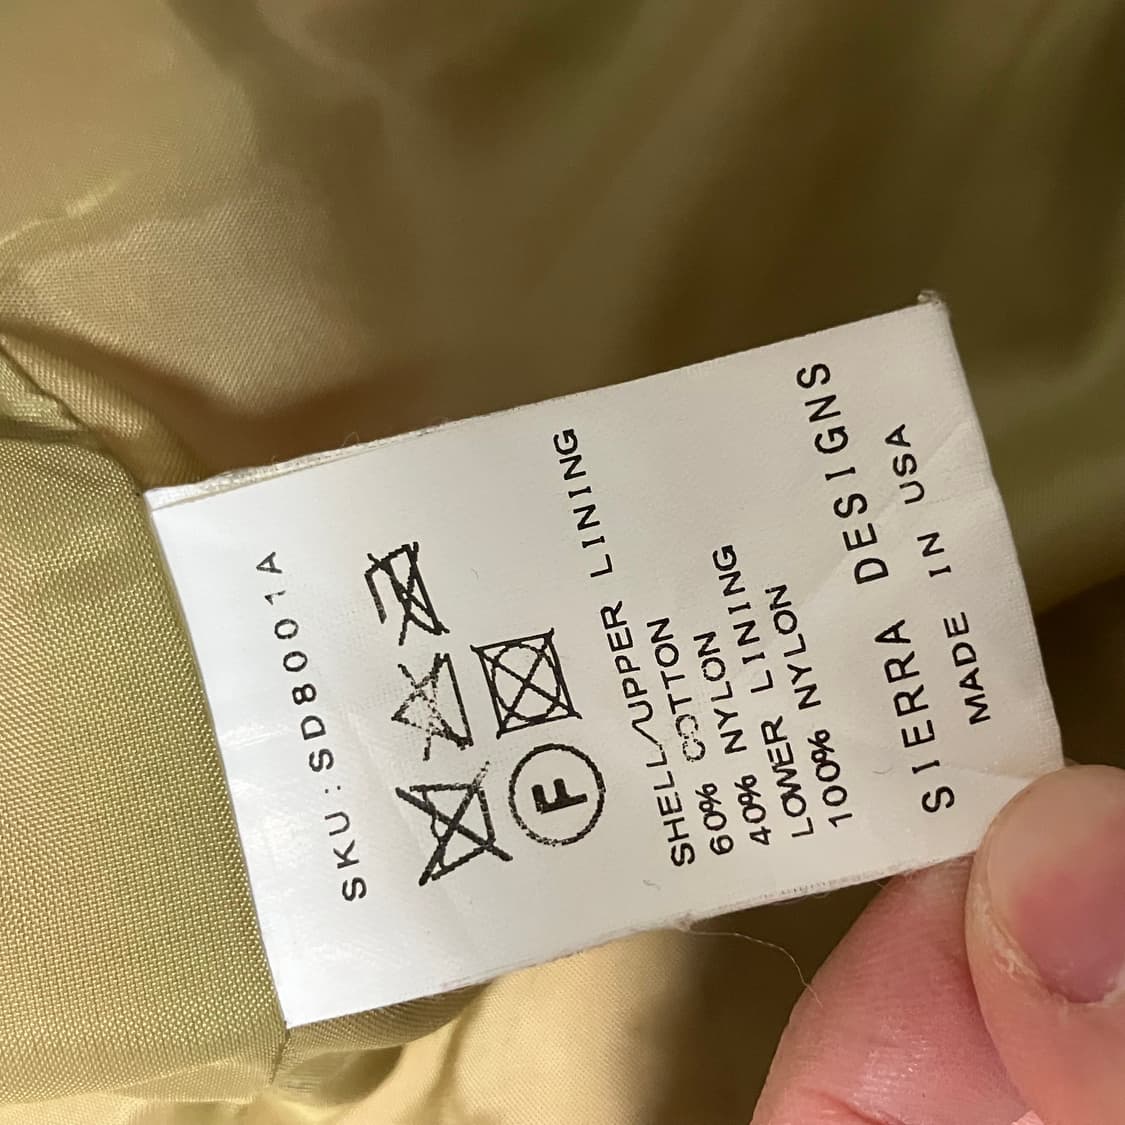 SKU:SD8001A
F
SHELL/UPPER LINING
60% COTTON
40% NYLON
LOWER LINING
100% NYLON
SIERRA DESIGNS
MADE IN USA